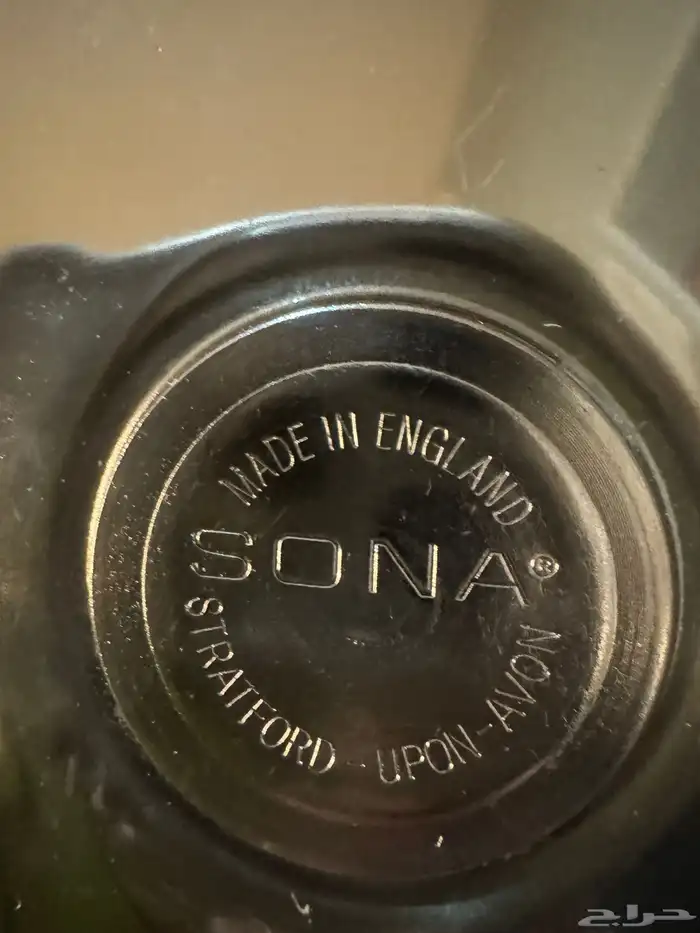 MADE IN ENGLAND
SONA®
STRATFORD - UPON-AVON
حراج